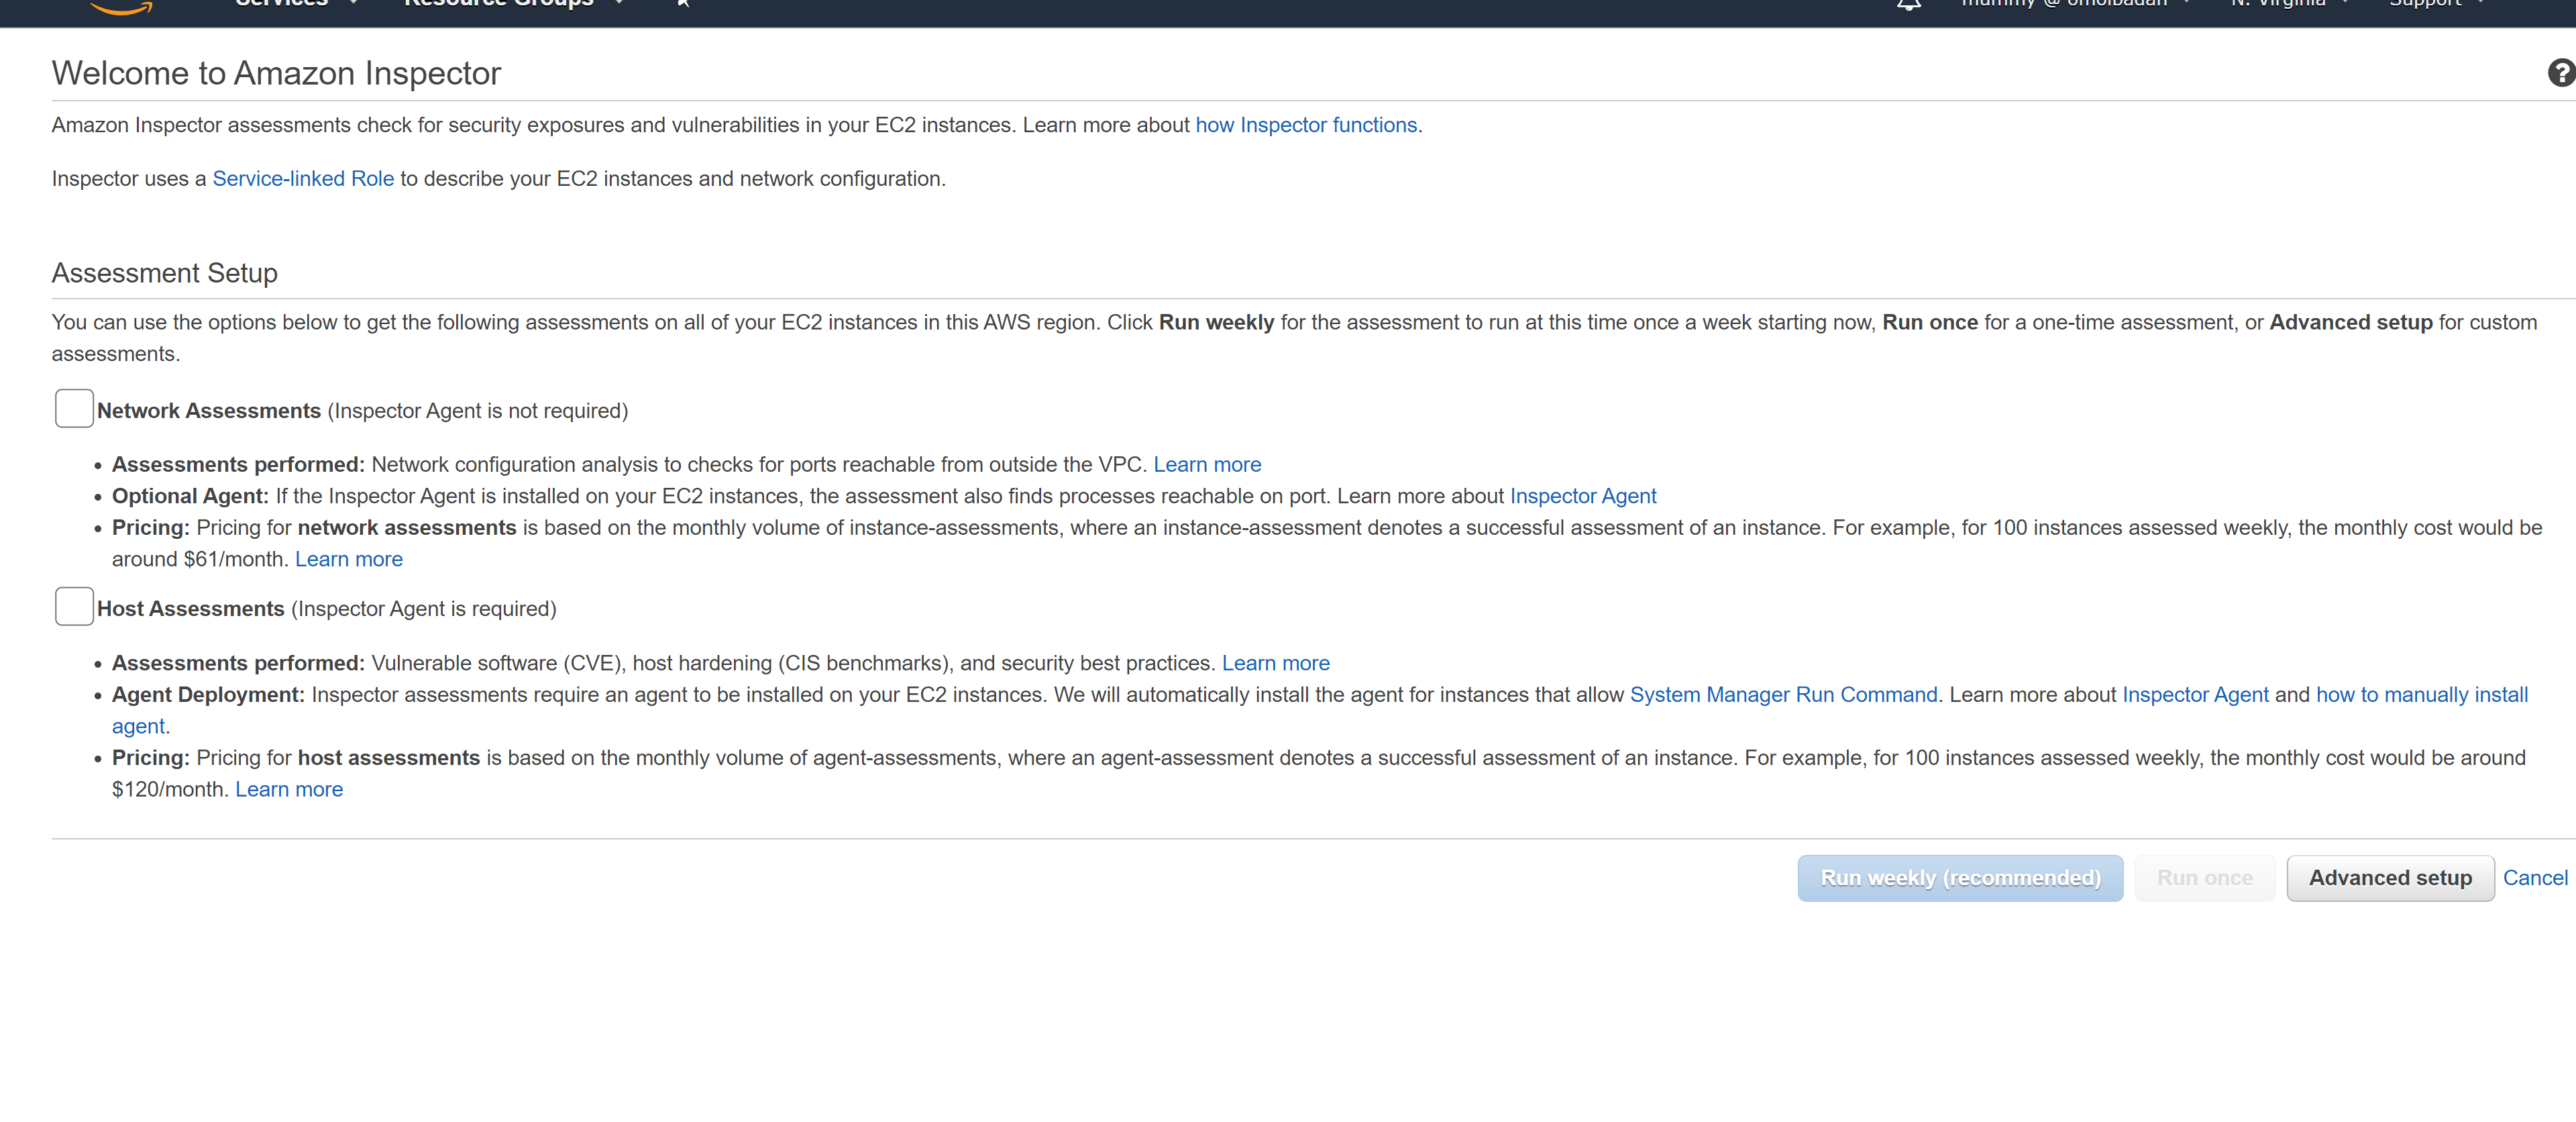 Services Resource Groups mummy @ omoibadan N. Virginia Support
Welcome to Amazon Inspector
Amazon Inspector assessments check for security exposures and vulnerabilities in your EC2 instances. Learn more about how Inspector functions.
Inspector uses a Service-linked Role to describe your EC2 instances and network configuration.
Assessment Setup
You can use the options below to get the following assessments on all of your EC2 instances in this AWS region. Click Run weekly for the assessment to run at this time once a week starting now, Run once for a one-time assessment, or Advanced setup for custom
assessments.
Network Assessments (Inspector Agent is not required)
• Assessments performed: Network configuration analysis to checks for ports reachable from outside the VPC. Learn more
• Optional Agent: If the Inspector Agent is installed on your EC2 instances, the assessment also finds processes reachable on port. Learn more about Inspector Agent
• Pricing: Pricing for network assessments is based on the monthly volume of instance-assessments, where an instance-assessment denotes a successful assessment of an instance. For example, for 100 instances assessed weekly, the monthly cost would be
around $61/month. Learn more
Host Assessments (Inspector Agent is required)
• Assessments performed: Vulnerable software (CVE), host hardening (CIS benchmarks), and security best practices. Learn more
• Agent Deployment: Inspector assessments require an agent to be installed on your EC2 instances. We will automatically install the agent for instances that allow System Manager Run Command. Learn more about Inspector Agent and how to manually install
agent.
• Pricing: Pricing for host assessments is based on the monthly volume of agent-assessments, where an agent-assessment denotes a successful assessment of an instance. For example, for 100 instances assessed weekly, the monthly cost would be around
$120/month. Learn more
Run weekly (recommended) Run once Advanced setup Cancel